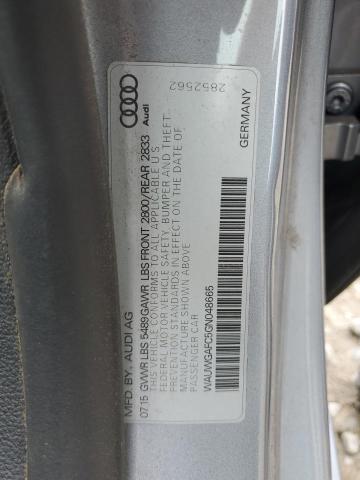 MFD. BY. AUDI AG
07.15 GVWR LBS 5489 GAWR LBS FRONT 2800/REAR 2833
THIS VEHICLE CONFORMS TO ALL APPLICABLE U S
FEDERAL MOTOR VEHICLE SAFETY, BUMPER AND THEFT
STANDARDS IN EFFECT ON THE DATE OF
MANUFACTURE SHOWN ABOVE
PASSENGER CAR
WAUWGAFC5GN048665
Audi
2852562
GERMANY